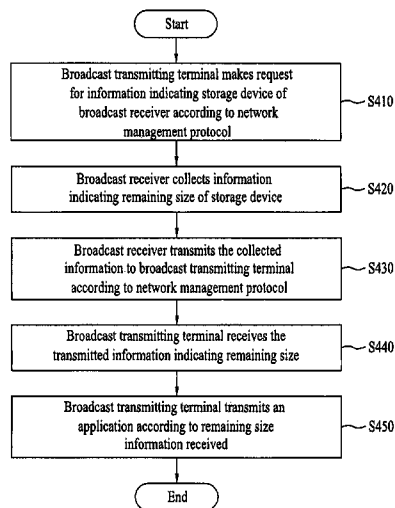 Start
Broadcast transmitting terminal makes request
for information indicating storage device of
broadcast receiver according to network
management protocol
S410
Broadcast receiver collects information
indicating remaining size of storage device
S420
Broadcast receiver transmits the collected
information to broadcast transmitting terminal
according to network management protocol
S430
Broadcast transmitting terminal receives the
transmitted information indicating remaining size
S440
Broadcast transmitting terminal transmits an
application according to remaining size
information received
S450
End